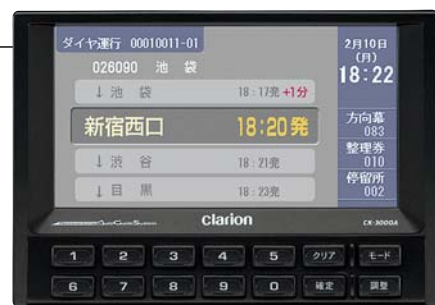 ダイヤ運行 00010011-01
026090 池 袋
↓ 池 袋 18:17発 +1分
新宿西口 18:20発
↓ 渋 谷 18:21発
↓ 目 黒 18:23発
2月10日
(月)
18:22
方向幕
083
整理券
010
停留所
002
clarion
CX-3000A
1 2 3 4 5 クリア モード
6 7 8 9 0 確定 調整